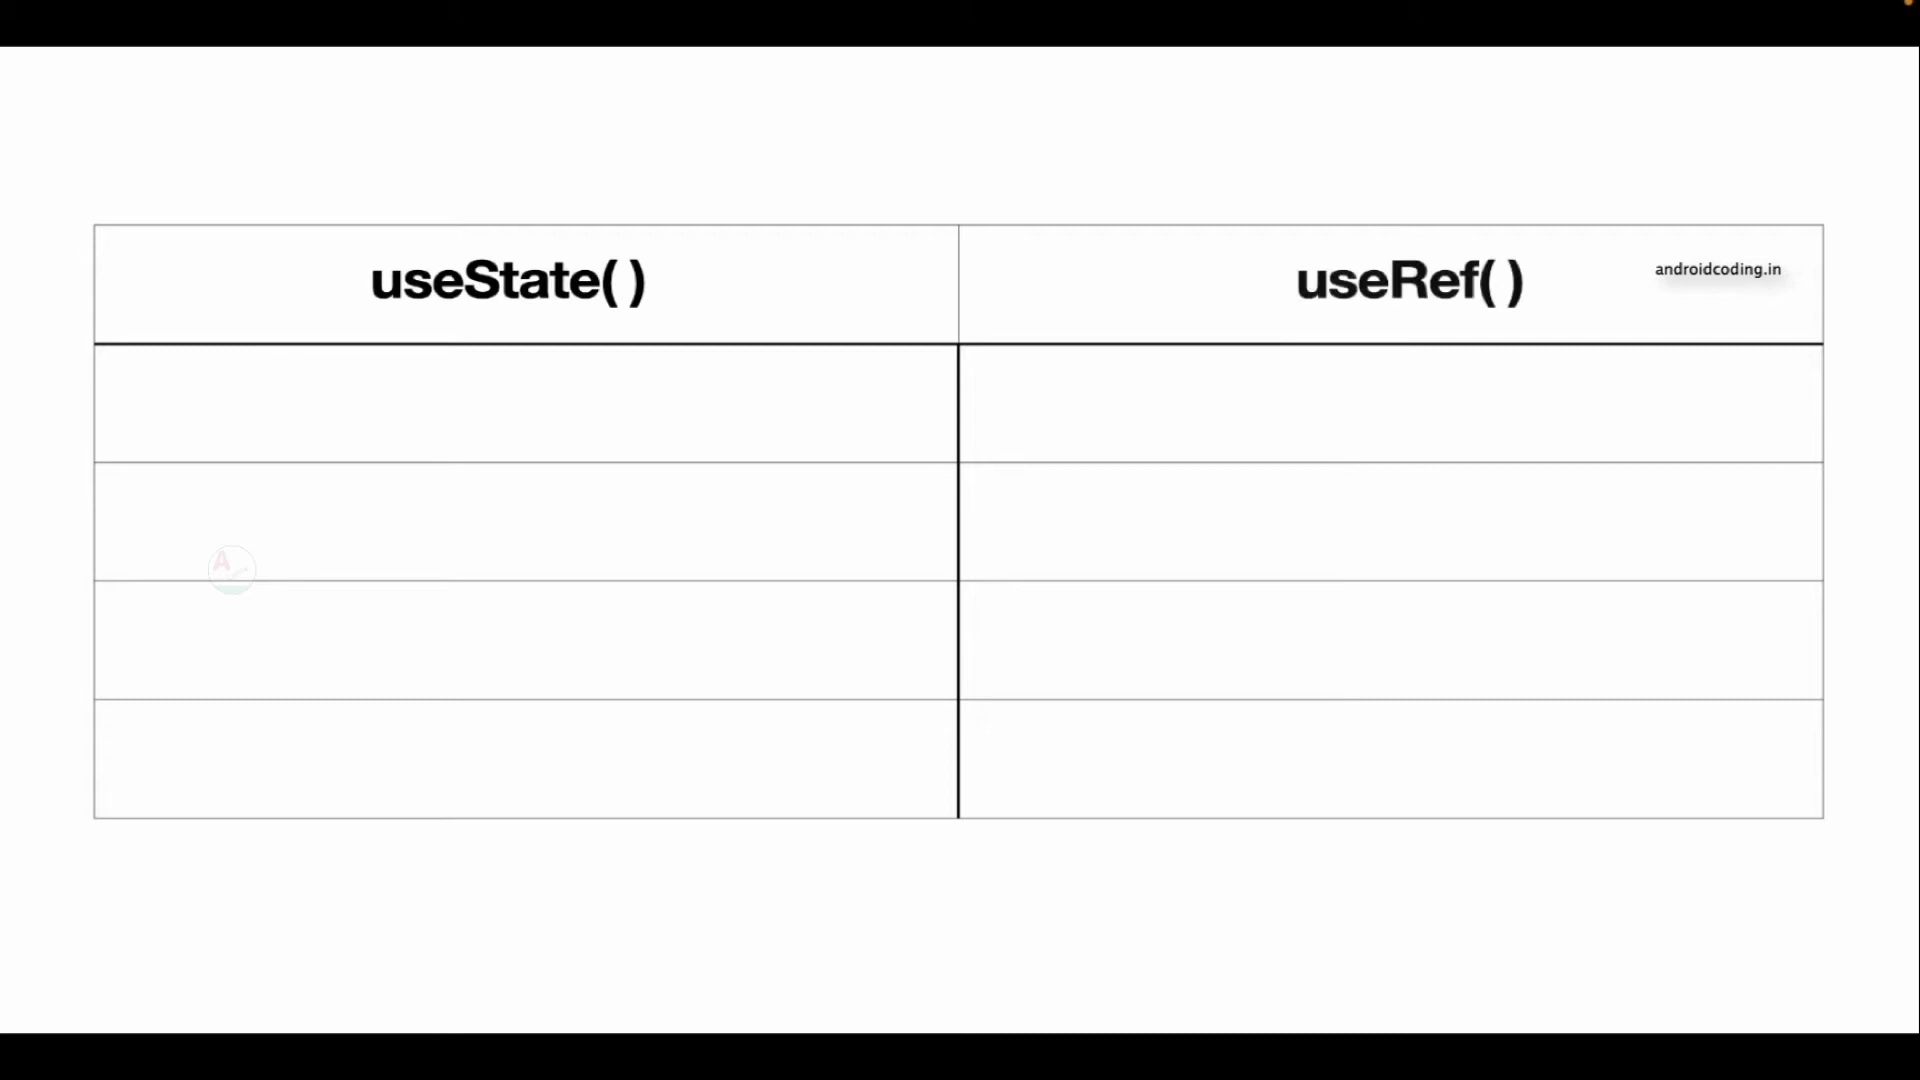 useState( )
useRef( )
androidcoding.in
A